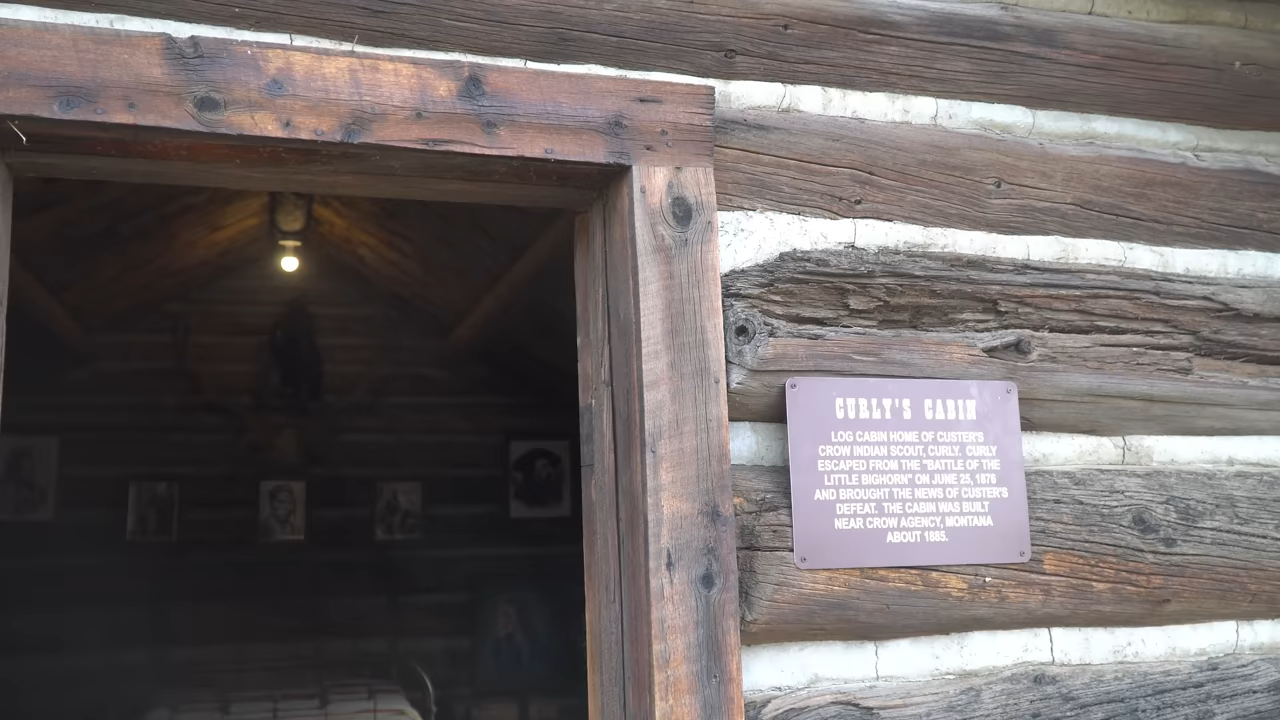 CURLY'S CABIN
LOG CABIN HOME OF CUSTER'S
CROW INDIAN SCOUT, CURLY. CURLY
ESCAPED FROM THE "BATTLE OF THE
LITTLE BIGHORN" ON JUNE 25, 1876
AND BROUGHT THE NEWS OF CUSTER'S
DEFEAT. THE CABIN WAS BUILT
NEAR CROW AGENCY, MONTANA
ABOUT 1885.